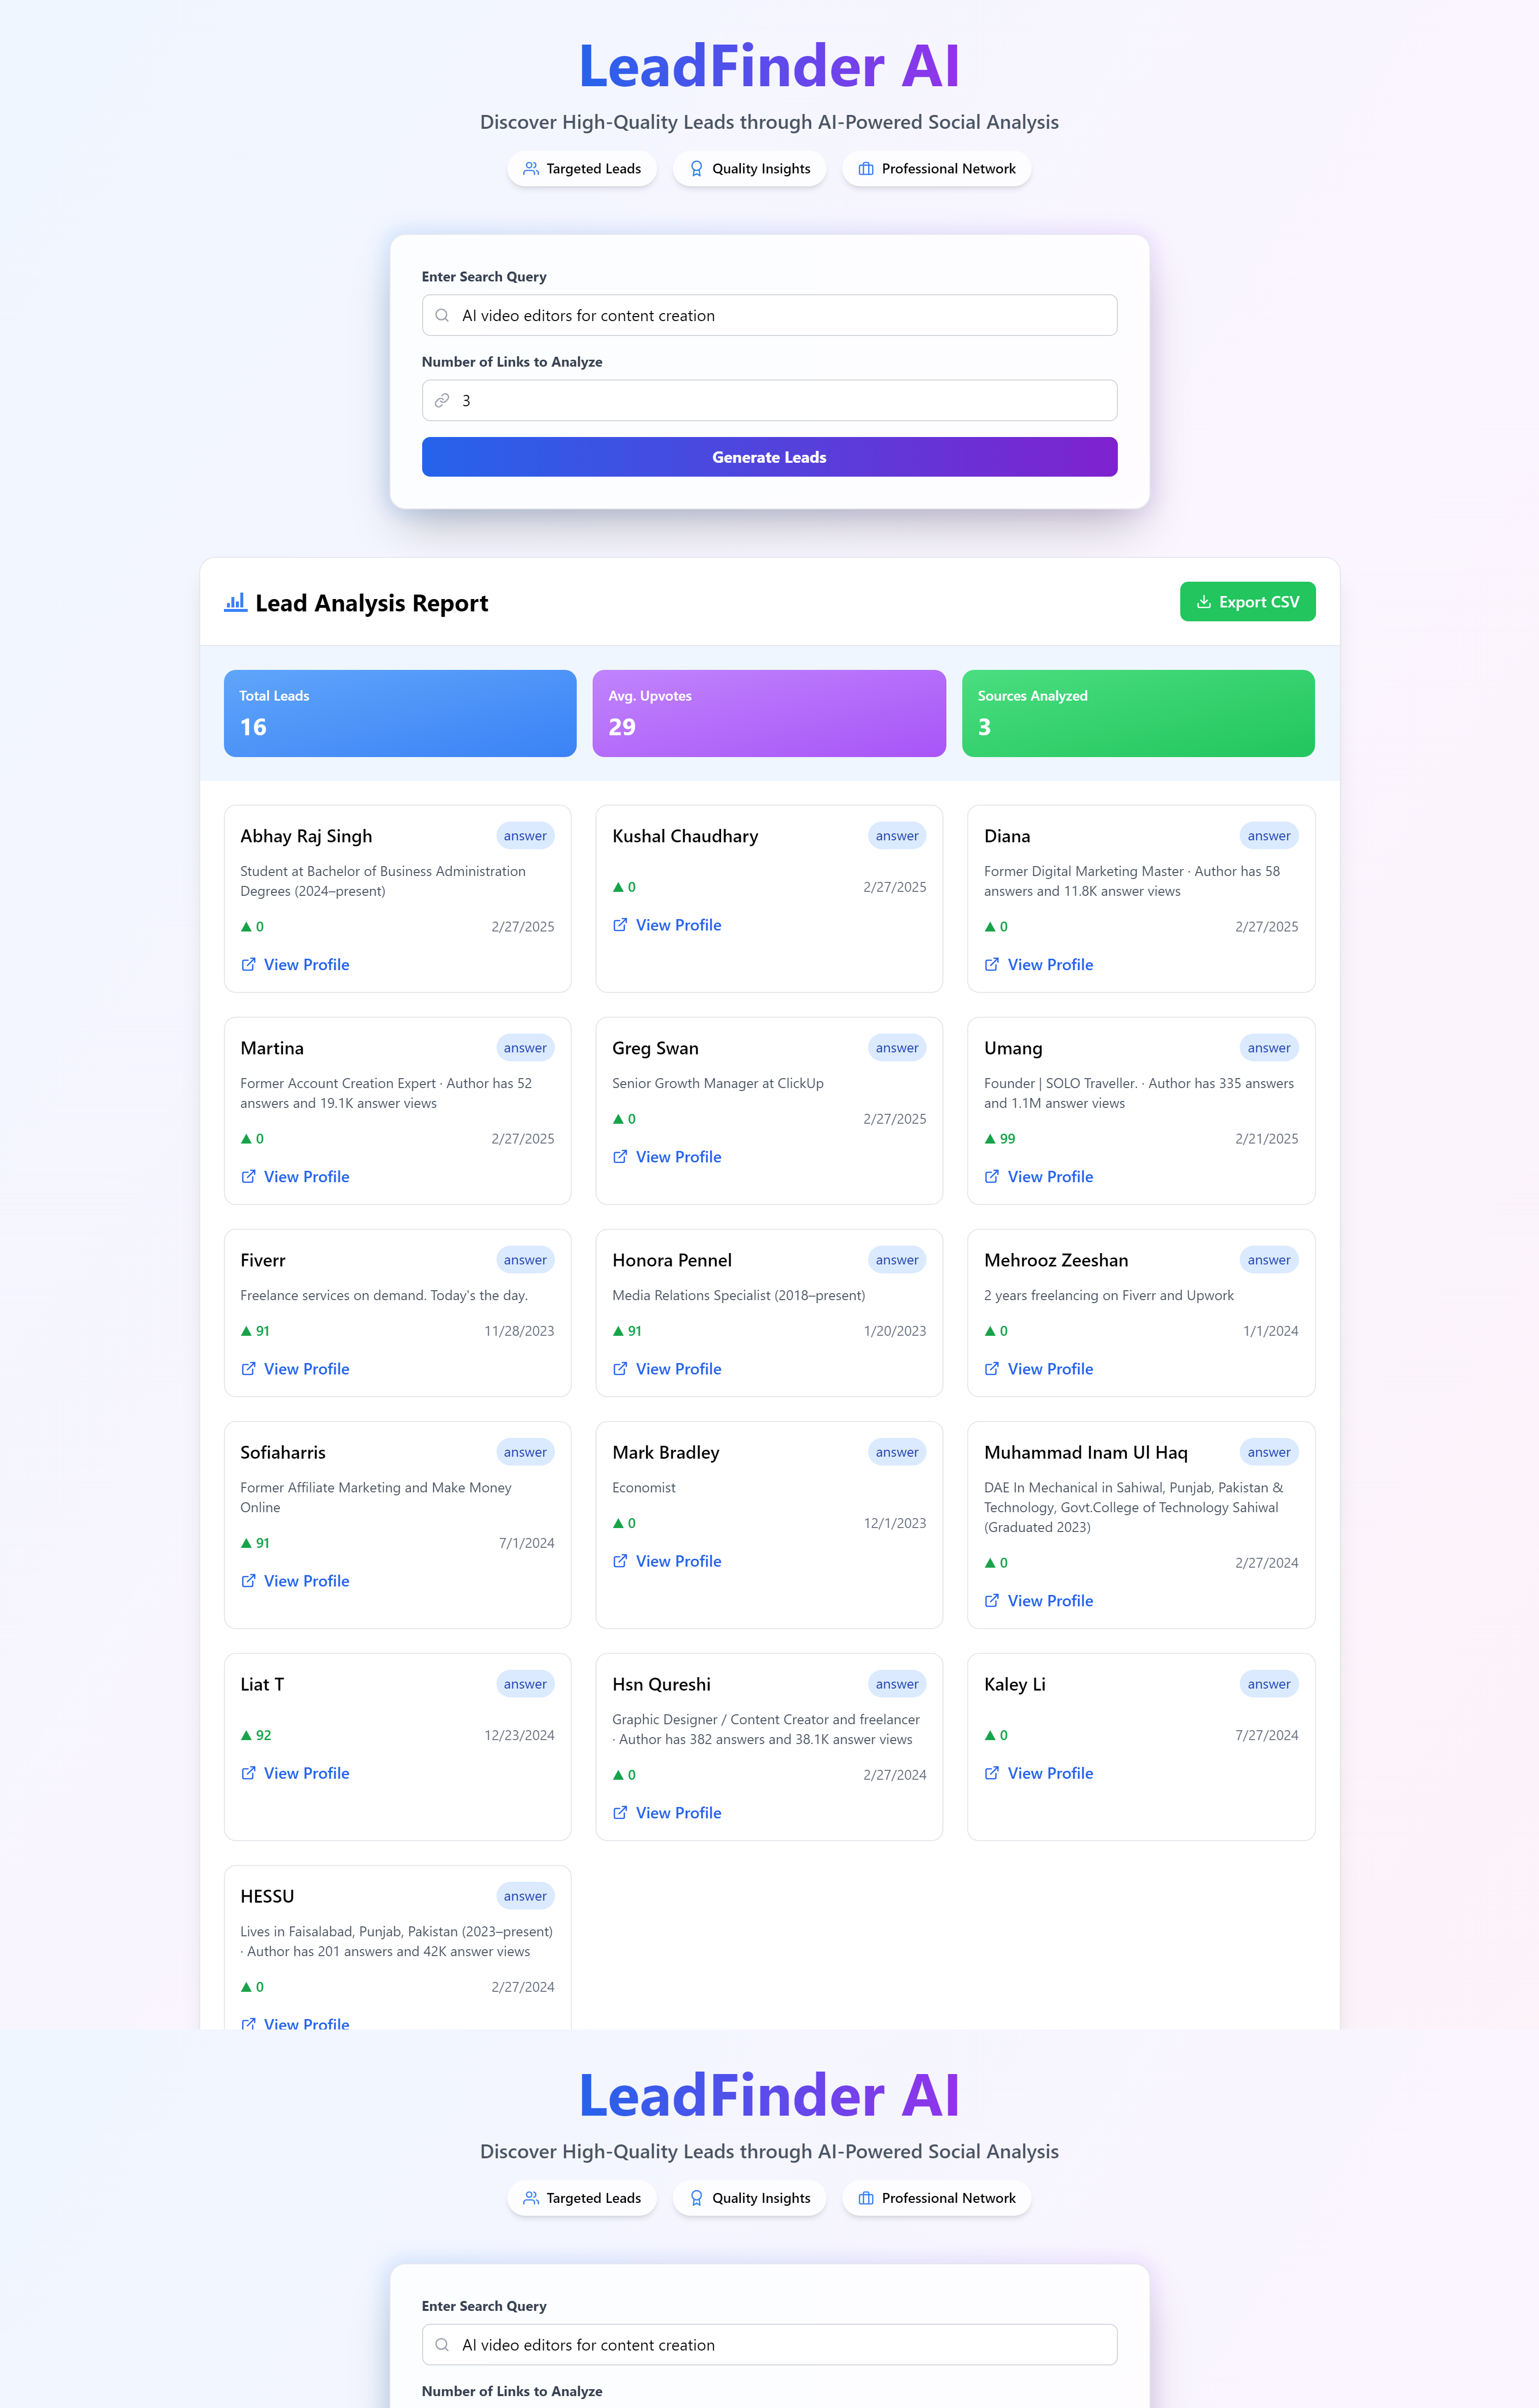 LeadFinder AI
Discover High-Quality Leads through AI-Powered Social Analysis
Targeted Leads
Quality Insights
Professional Network
Enter Search Query
AI video editors for content creation
Number of Links to Analyze
3
Generate Leads
Lead Analysis Report
Export CSV
Total Leads
16
Avg. Upvotes
29
Sources Analyzed
3
Abhay Raj Singh
answer
Student at Bachelor of Business Administration
Degrees (2024–present)
▲ 0
2/27/2025
View Profile
Kushal Chaudhary
answer
▲ 0
2/27/2025
View Profile
Diana
answer
Former Digital Marketing Master · Author has 58
answers and 11.8K answer views
▲ 0
2/27/2025
View Profile
Martina
answer
Former Account Creation Expert · Author has 52
answers and 19.1K answer views
▲ 0
2/27/2025
View Profile
Greg Swan
answer
Senior Growth Manager at ClickUp
▲ 0
2/27/2025
View Profile
Umang
answer
Founder | SOLO Traveller. · Author has 335 answers
and 1.1M answer views
▲ 99
2/21/2025
View Profile
Fiverr
answer
Freelance services on demand. Today's the day.
▲ 91
11/28/2023
View Profile
Honora Pennel
answer
Media Relations Specialist (2018–present)
▲ 91
1/20/2023
View Profile
Mehrooz Zeeshan
answer
2 years freelancing on Fiverr and Upwork
▲ 0
1/1/2024
View Profile
Sofiaharris
answer
Former Affiliate Marketing and Make Money
Online
▲ 91
7/1/2024
View Profile
Mark Bradley
answer
Economist
▲ 0
12/1/2023
View Profile
Muhammad Inam Ul Haq
answer
DAE In Mechanical in Sahiwal, Punjab, Pakistan &
Technology, Govt.College of Technology Sahiwal
(Graduated 2023)
▲ 0
2/27/2024
View Profile
Liat T
answer
▲ 92
12/23/2024
View Profile
Hsn Qureshi
answer
Graphic Designer / Content Creator and freelancer
· Author has 382 answers and 38.1K answer views
▲ 0
2/27/2024
View Profile
Kaley Li
answer
▲ 0
7/27/2024
View Profile
HESSU
answer
Lives in Faisalabad, Punjab, Pakistan (2023–present)
· Author has 201 answers and 42K answer views
▲ 0
2/27/2024
View Profile
LeadFinder AI
Discover High-Quality Leads through AI-Powered Social Analysis
Targeted Leads
Quality Insights
Professional Network
Enter Search Query
AI video editors for content creation
Number of Links to Analyze